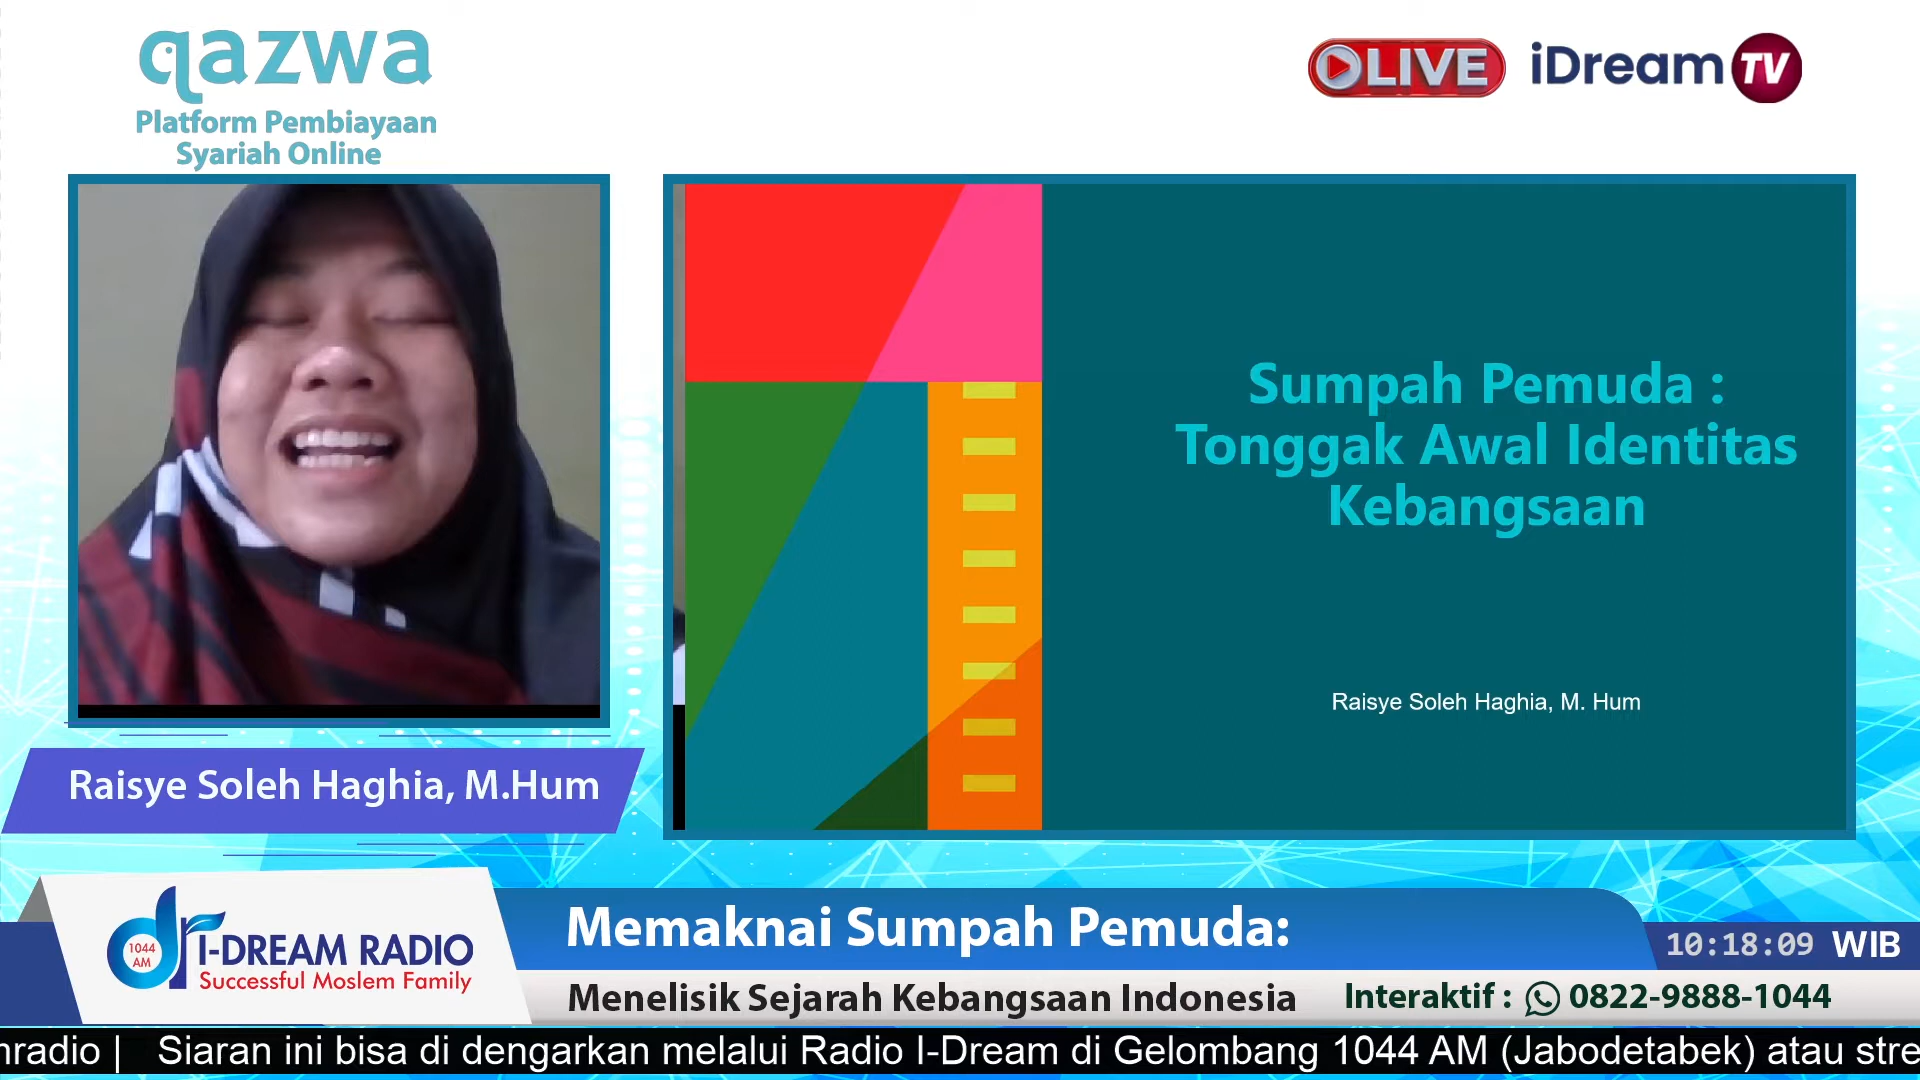 qazwa
Platform Pembiayaan
Syariah Online
LIVE
iDream TV
Sumpah Pemuda :
Tonggak Awal Identitas
Kebangsaan
Raisye Soleh Haghia, M. Hum
Raisye Soleh Haghia, M.Hum
1044
AM
I-DREAM RADIO
Successful Moslem Family
Memaknai Sumpah Pemuda:
10:18:09 WIB
Menelisik Sejarah Kebangsaan Indonesia
Interaktif : 0822-9888-1044
radio | Siaran ini bisa di dengarkan melalui Radio I-Dream di Gelombang 1044 AM (Jabodetabek) atau stre